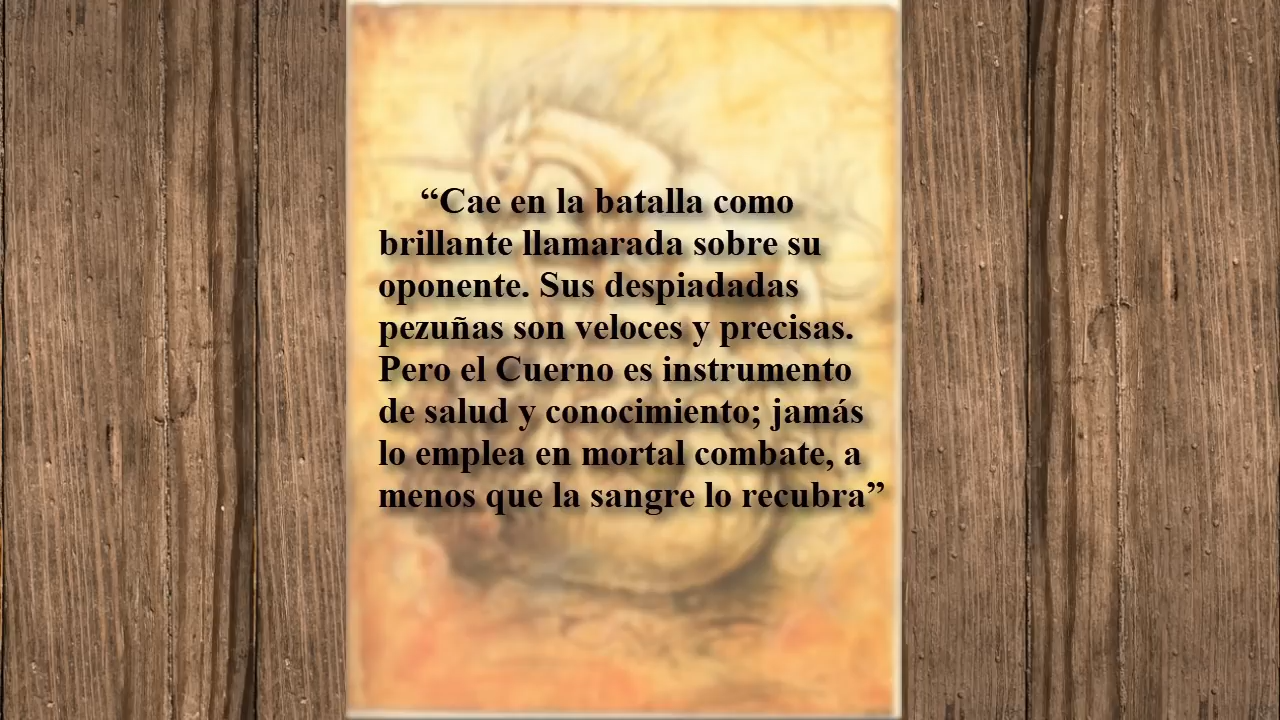 “Cae en la batalla como
brillante llamarada sobre su
oponente. Sus despiadadas
pezuñas son veloces y precisas.
Pero el Cuerno es instrumento
de salud y conocimiento; jamás
lo emplea en mortal combate, a
menos que la sangre lo recubra”